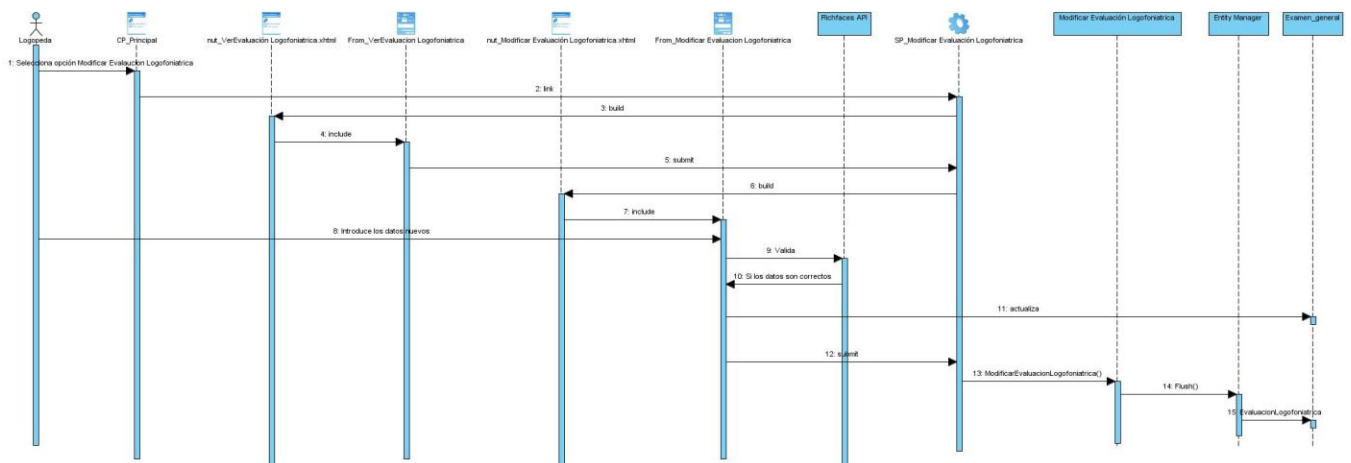 Richfaces API
Modificar Evaluación Logofoniatrica
Entity Manager
Examen_general
Logopeda
CP_Principal
nut_VerEvaluación Logofoniatrica.xhtml
From_VerEvaluacion Logofoniatrica
nut_Modificar Evaluación Logofoniatrica.xhtml
From_Modificar Evaluacion Logofoniatrica
SP_Modificar Evaluación Logofoniatrica
1: Selecciona opción Modificar Evalaucion Logofoniatrica
2: link
3: build
4: include
5: submit
6: build
7: include
8: Introduce los datos nuevos
9: Valida
10: Si los datos son correctos
11: actualiza
12: submit
13: ModificarEvaluacionLogofoniatrica()
14: Flush()
15: EvaluacionLogofoniatrica